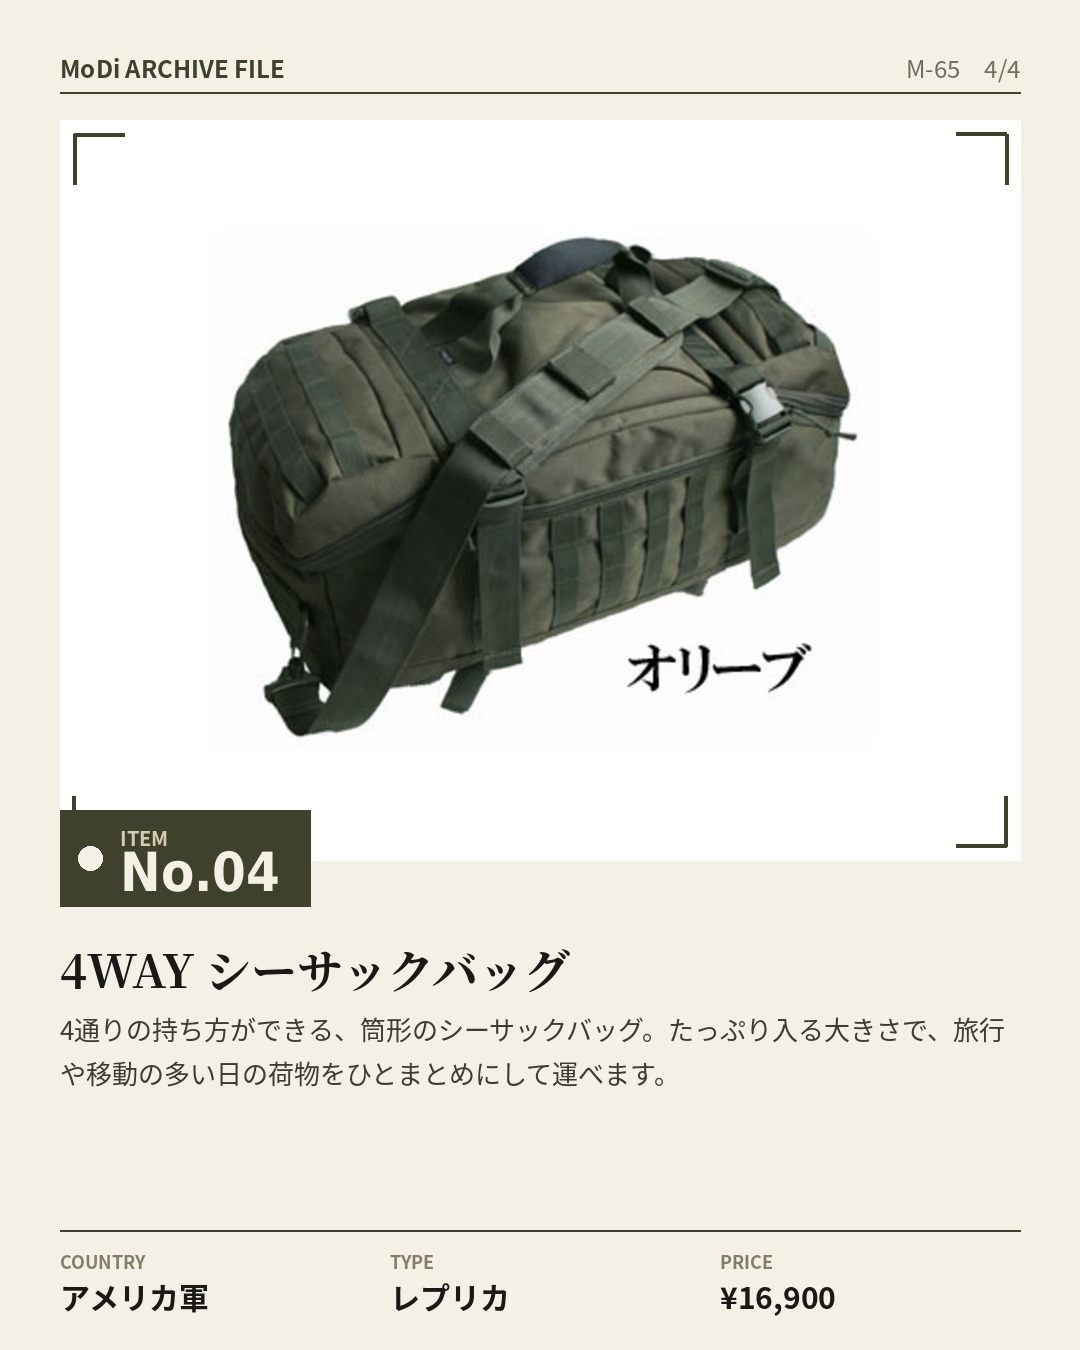 MoDi ARCHIVE FILE
M-65 4/4
オリーブ
ITEM
No.04
4WAY シーサックバッグ
4通りの持ち方ができる、筒形のシーサックバッグ。たっぷり入る大きさで、旅行
や移動の多い日の荷物をひとまとめにして運べます。
COUNTRY
アメリカ軍
TYPE
レプリカ
PRICE
¥16,900